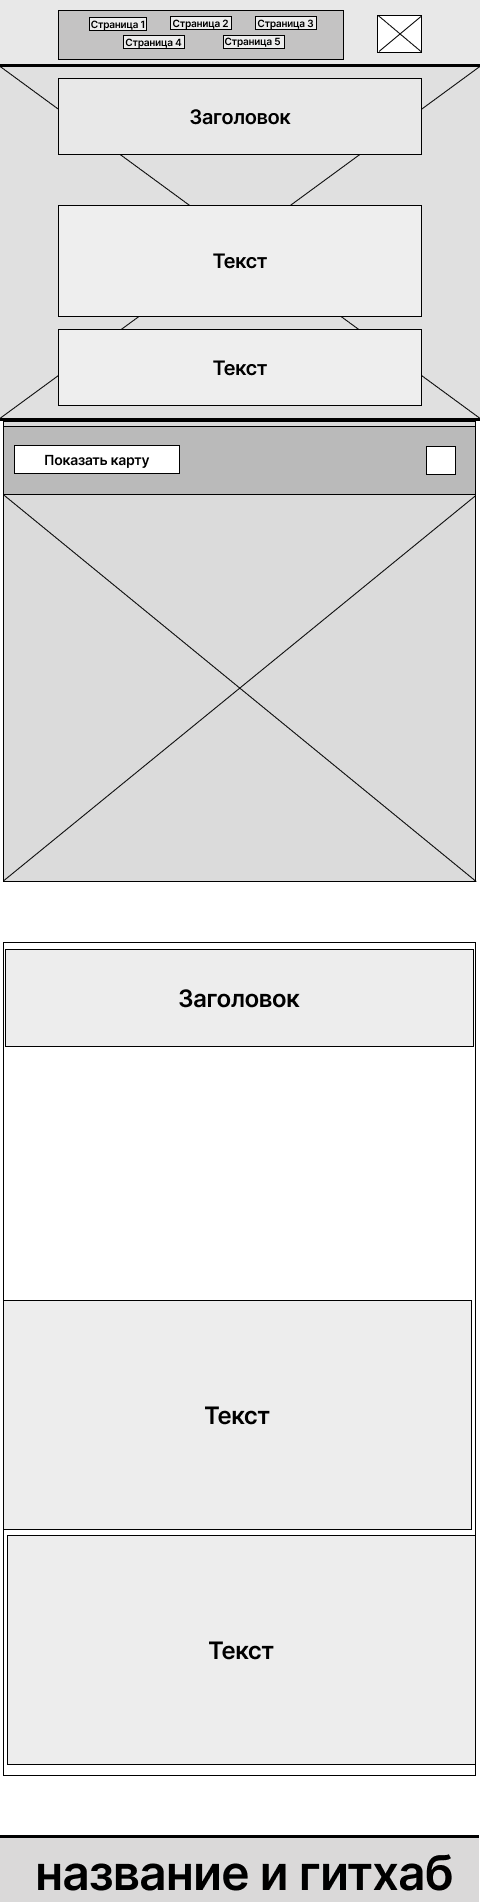 Страница 1 Страница 2 Страница 3
Страница 4 Страница 5
Заголовок
Текст
Текст
Показать карту
Заголовок
Текст
Текст
название и гитхаб